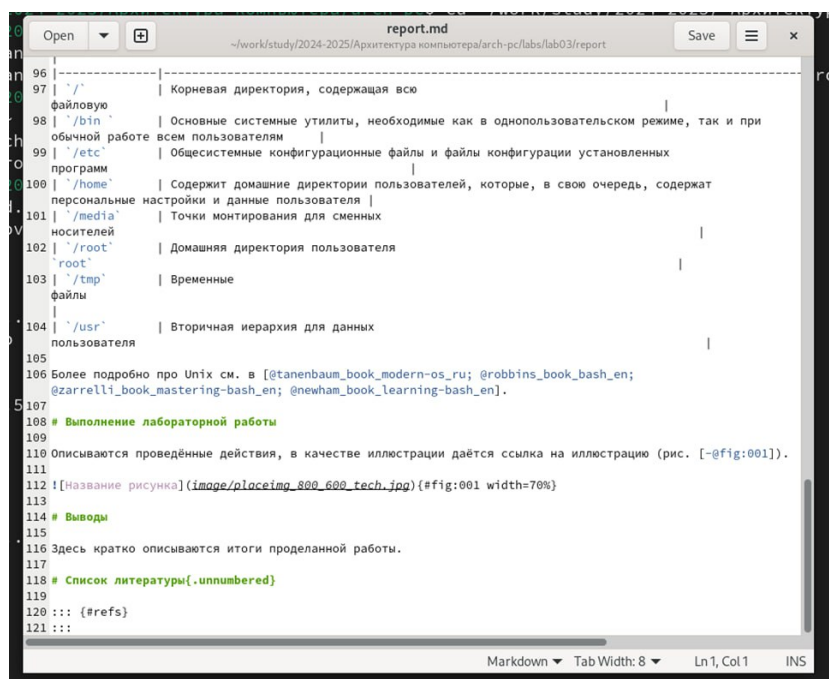 Open
report.md
~/work/study/2024-2025/Архитектура компьютера/arch-pc/labs/lab03/report
Save
96 |--------------|----------------------------------------------------------------------------------------
97 | `/` | Корневая директория, содержащая всю
файловую |
98 | `/bin ` | Основные системные утилиты, необходимые как в однопользовательском режиме, так и при
обычной работе всем пользователям |
99 | `/etc` | Общесистемные конфигурационные файлы и файлы конфигурации установленных
программ |
100 | `/home` | Содержит домашние директории пользователей, которые, в свою очередь, содержат
персональные настройки и данные пользователя |
101 | `/media` | Точки монтирования для сменных
носителей |
102 | `/root` | Домашняя директория пользователя
`root` |
103 | `/tmp` | Временные
файлы
|
104 | `/usr` | Вторичная иерархия для данных
пользователя |
105
106 Более подробно про Unix см. в [@tanenbaum_book_modern-os_ru; @robbins_book_bash_en;
@zarrelli_book_mastering-bash_en; @newham_book_learning-bash_en].
107
108 # Выполнение лабораторной работы
109
110 Описываются проведённые действия, в качестве иллюстрации даётся ссылка на иллюстрацию (рис. [-@fig:001]).
111
112 ![Название рисунка](image/placeimg_800_600_tech.jpg){#fig:001 width=70%}
113
114 # Выводы
115
116 Здесь кратко описываются итоги проделанной работы.
117
118 # Список литературы{.unnumbered}
119
120 ::: {#refs}
121 :::
Markdown Tab Width: 8 Ln 1, Col 1 INS